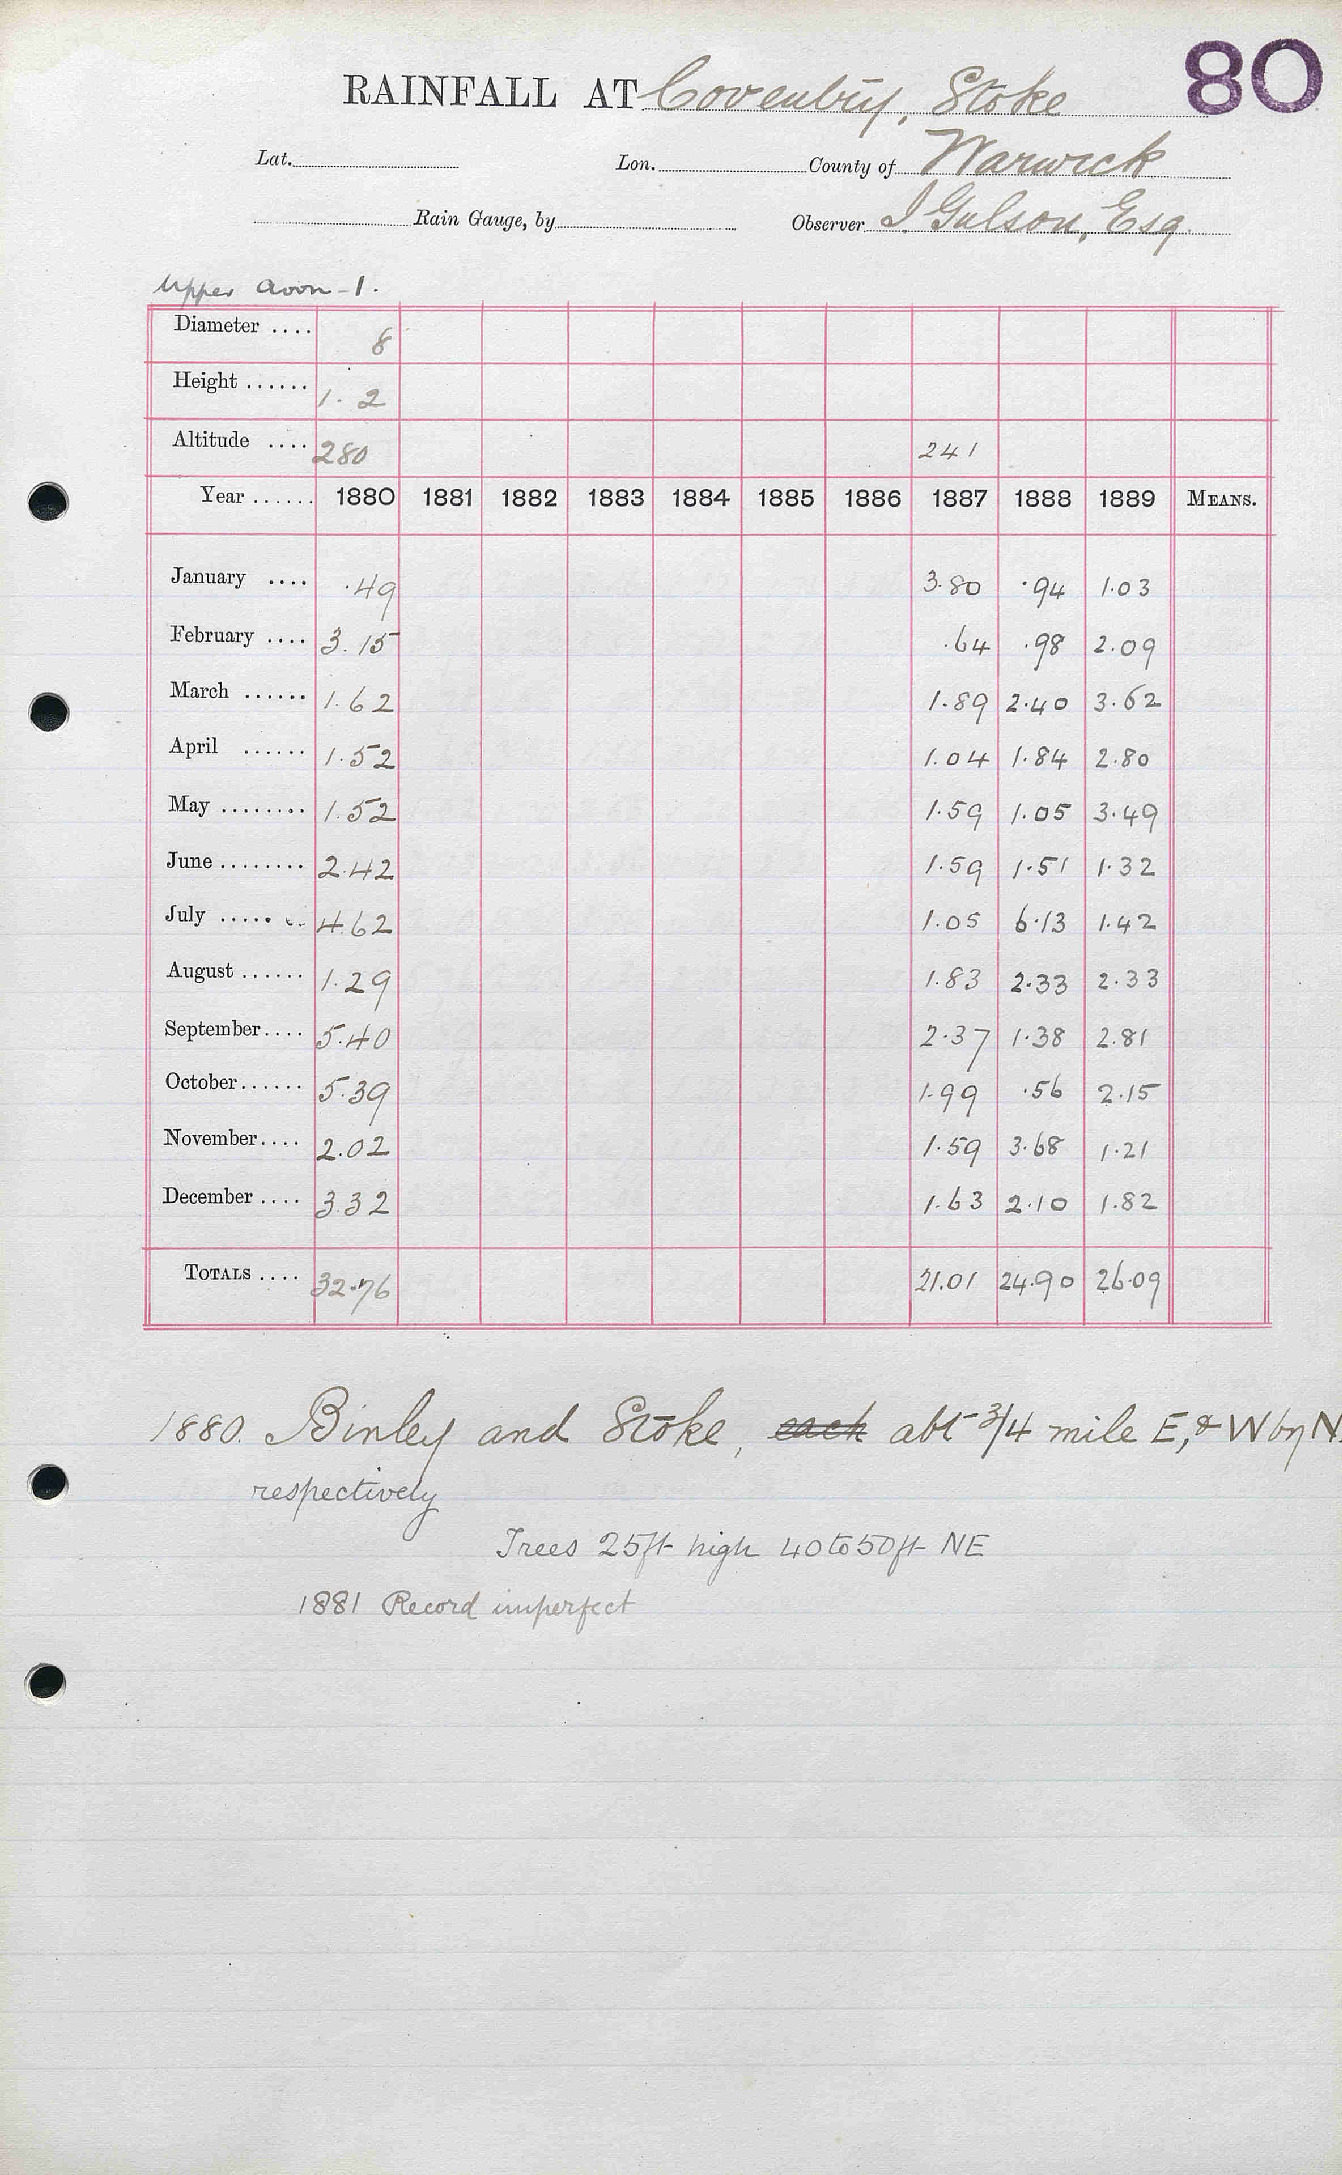 80
RAINFALL AT Coventry, Stoke
Lat. Lon. County of Warwick
Rain Gauge, by Observer I Gulson, Esq.
Upper Avon - 1.
Diameter .... 8
Height ...... 1. 2
Altitude .... 280 241
Year ...... 1880 1881 1882 1883 1884 1885 1886 1887 1888 1889 MEANS.
January .... .49 3.80 .94 1.03
February .... 3.15 .64 .98 2.09
March ...... 1.62 1.89 2.40 3.62
April ...... 1.52 1.04 1.84 2.80
May ........ 1.52 1.59 1.05 3.49
June ........ 2.42 1.59 1.51 1.32
July ........ 4.62 1.05 6.13 1.42
August ...... 1.29 1.83 2.33 2.33
September .... 5.40 2.37 1.38 2.81
October ...... 5.39 1.99 .56 2.15
November .... 2.02 1.59 3.68 1.21
December .... 3.32 1.63 2.10 1.82
TOTALS .... 32.76 21.01 24.90 26.09
1880. Binley and Stoke, each abt 3/4 mile E, & W by N.
respectively
Trees 25ft high 40 to 50ft NE
1881 Record imperfect